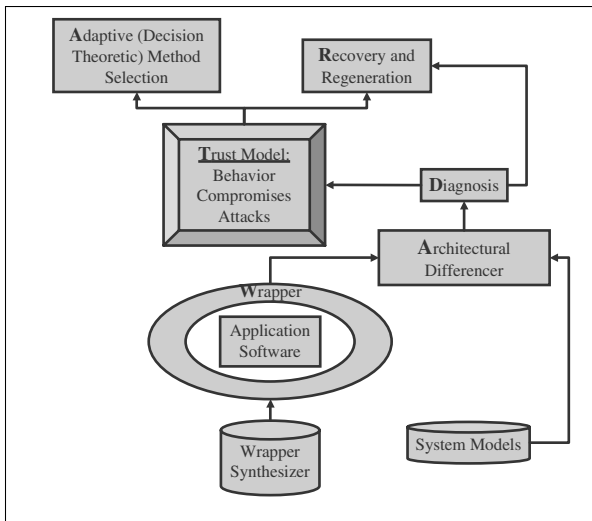 Adaptive (Decision
Theoretic) Method
Selection
Recovery and
Regeneration
Trust Model:
Behavior
Compromises
Attacks
Diagnosis
Architectural
Differencer
Wrapper
Application
Software
Wrapper
Synthesizer
System Models